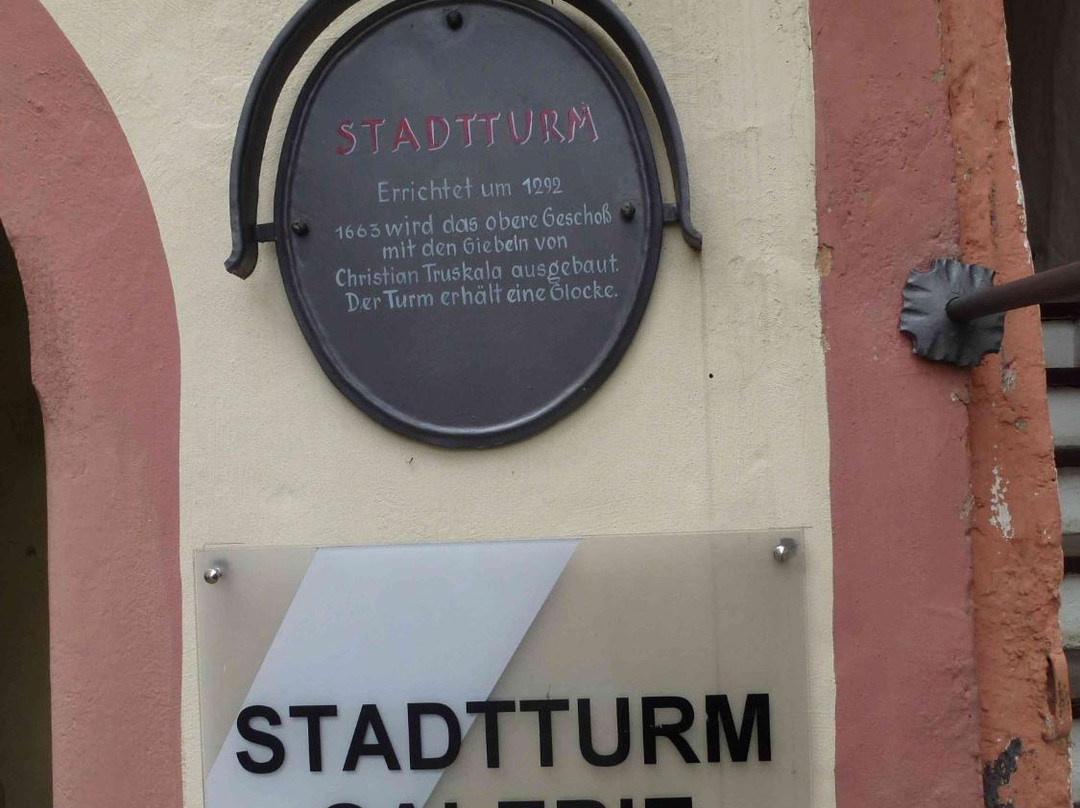 STADTTURM
Errichtet um 1292
1663 wird das obere Geschoß
mit den Giebeln von
Christian Truskala ausgebaut.
Der Turm erhält eine Glocke.
STADTTURM
GALERIE